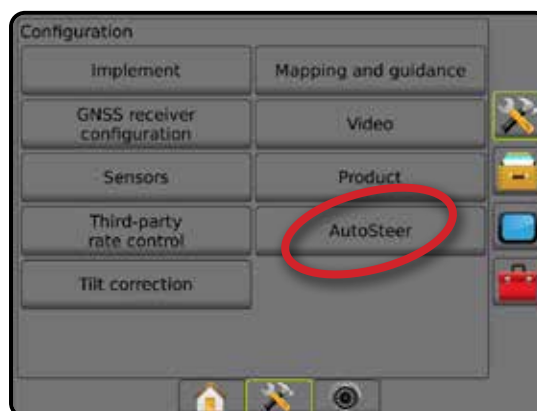 Configuration
Implement
Mapping and guidance
GNSS receiver
configuration
Video
Sensors
Product
Third-party
rate control
AutoSteer
Tilt correction